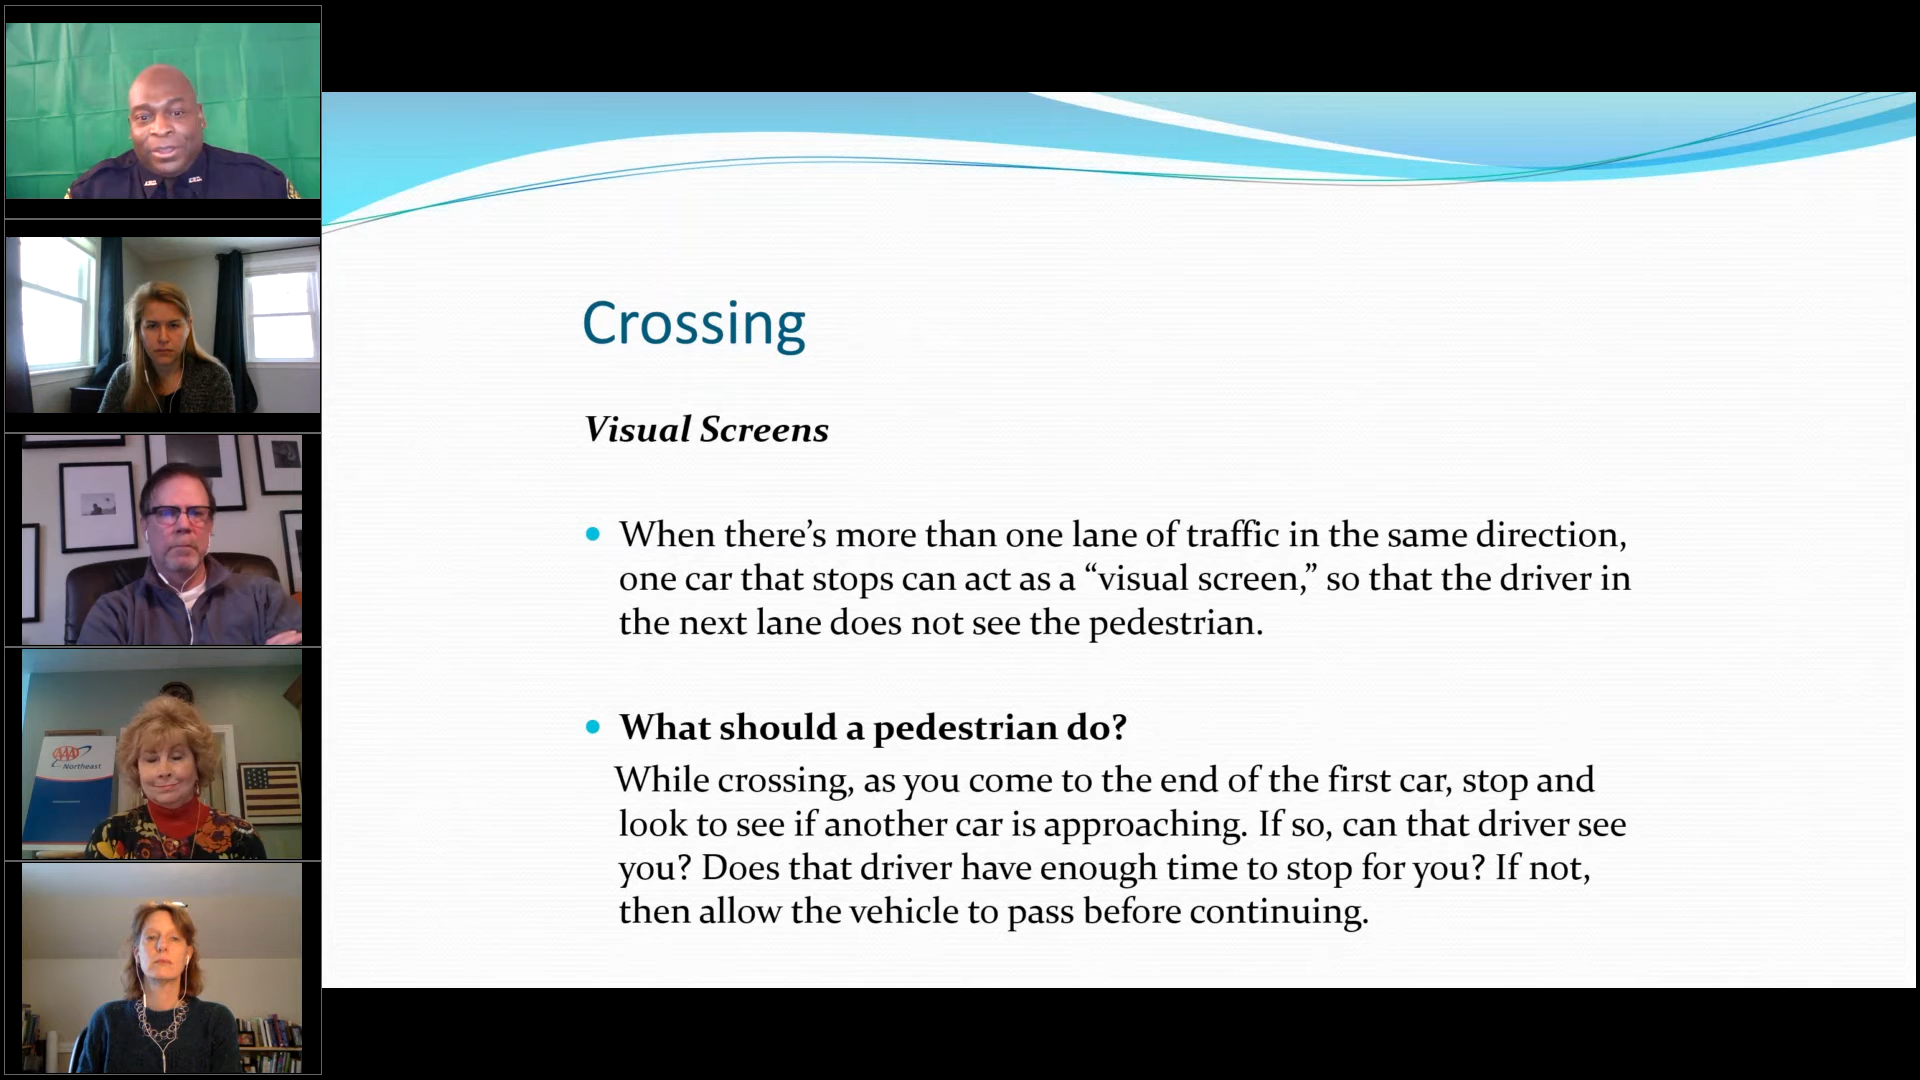 Crossing
Visual Screens
When there’s more than one lane of traffic in the same direction,
one car that stops can act as a “visual screen,” so that the driver in
the next lane does not see the pedestrian.
What should a pedestrian do?
While crossing, as you come to the end of the first car, stop and
look to see if another car is approaching. If so, can that driver see
you? Does that driver have enough time to stop for you? If not,
then allow the vehicle to pass before continuing.
AAA
Northeast